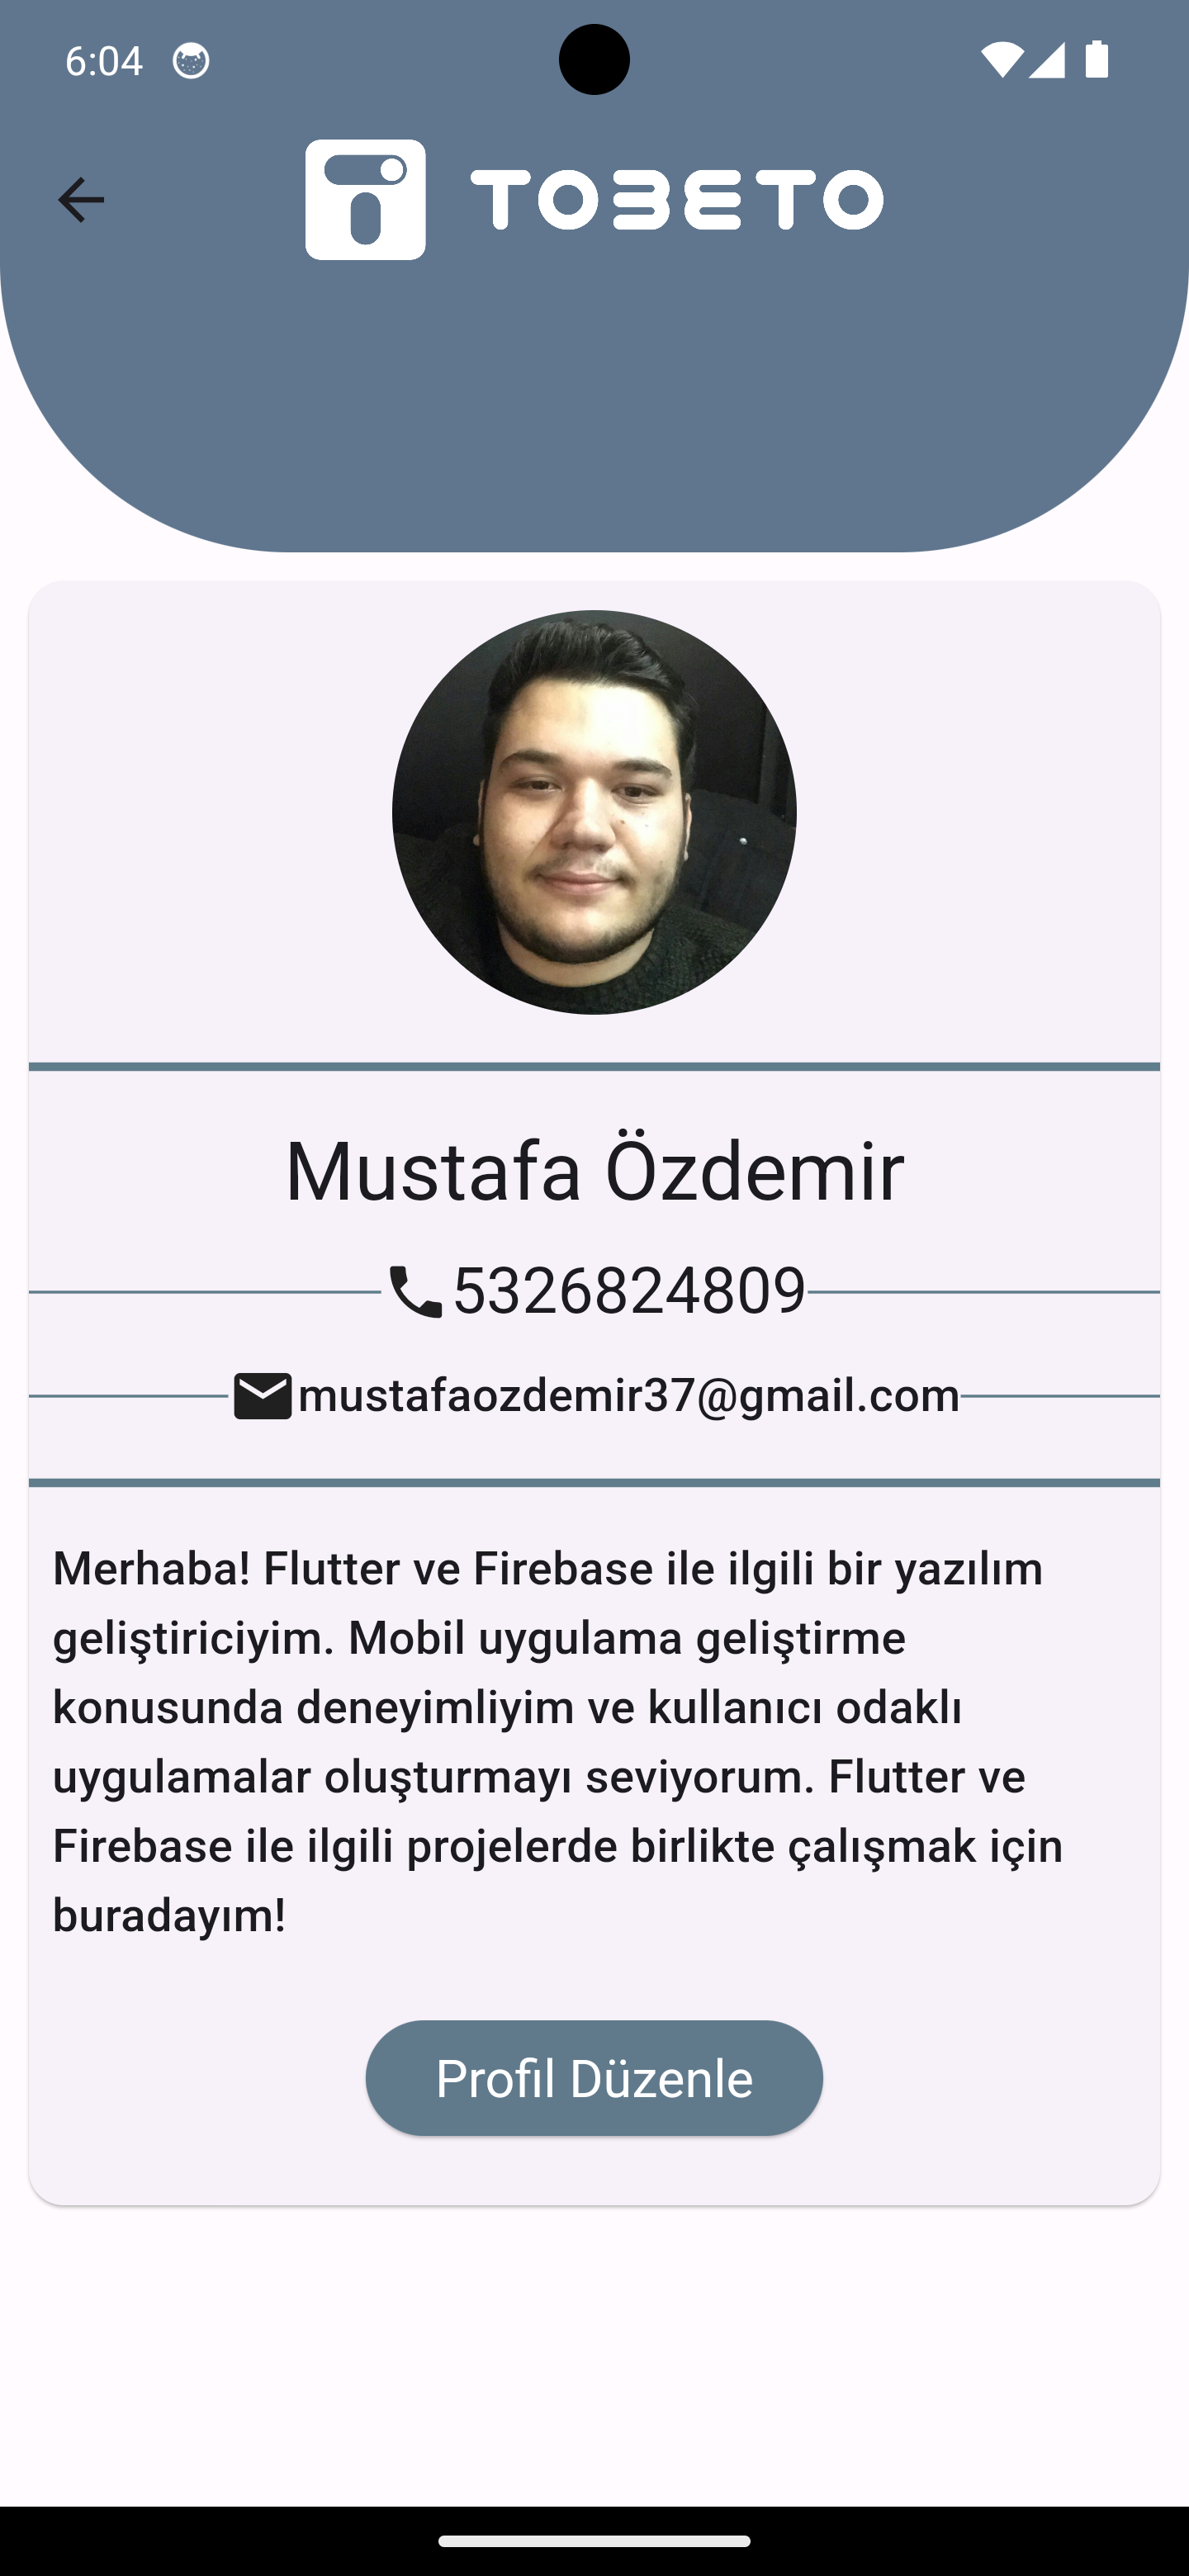 6:04
TOBETO
Mustafa Özdemir
5326824809
mustafaozdemir37@gmail.com
Merhaba! Flutter ve Firebase ile ilgili bir yazılım
geliştiriciyim. Mobil uygulama geliştirme
konusunda deneyimliyim ve kullanıcı odaklı
uygulamalar oluşturmayı seviyorum. Flutter ve
Firebase ile ilgili projelerde birlikte çalışmak için
buradayım!
Profil Düzenle